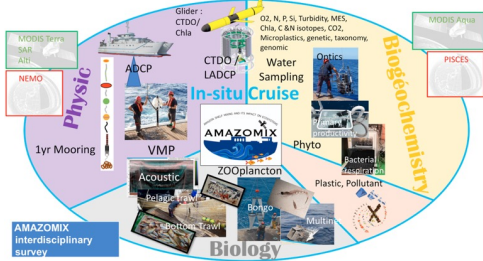 Glider :
CTDO/
Chla
O2, N, P, Si, Turbidity, MES,
Chla, C &N isotopes, CO2,
Microplastics, genetic, taxonomy,
genomic
MODIS Terra
SAR
Alti
NEMO
MODIS Aqua
PISCES
Physic
Biogéochemistry
ADCP
CTDO /
LADCP
Water
Sampling
Optics
In-situ Cruise
AMAZOMIX
Primary
productivity
1yr Mooring
VMP
Phyto
Bacterial
respiration
ZOOplancton
Acoustic
Plastic, Pollutant
Pelagic trawl
Bongo
Multinet
Bottom Trawl
Biology
AMAZOMIX
interdisciplinary
survey